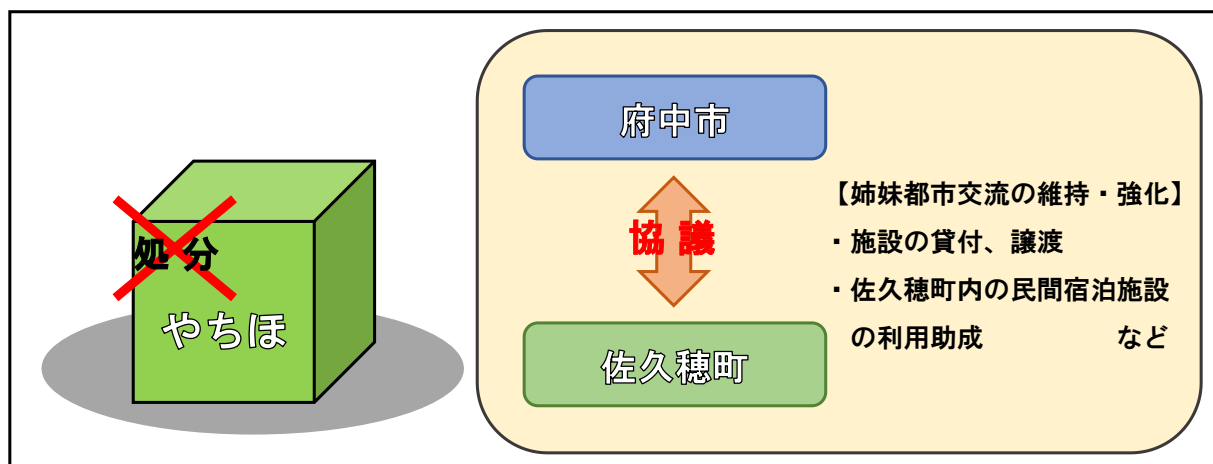 処分
やちほ
府中市
協議
佐久穂町
【姉妹都市交流の維持・強化】
・施設の貸付、譲渡
・佐久穂町内の民間宿泊施設
の利用助成　　　　　など